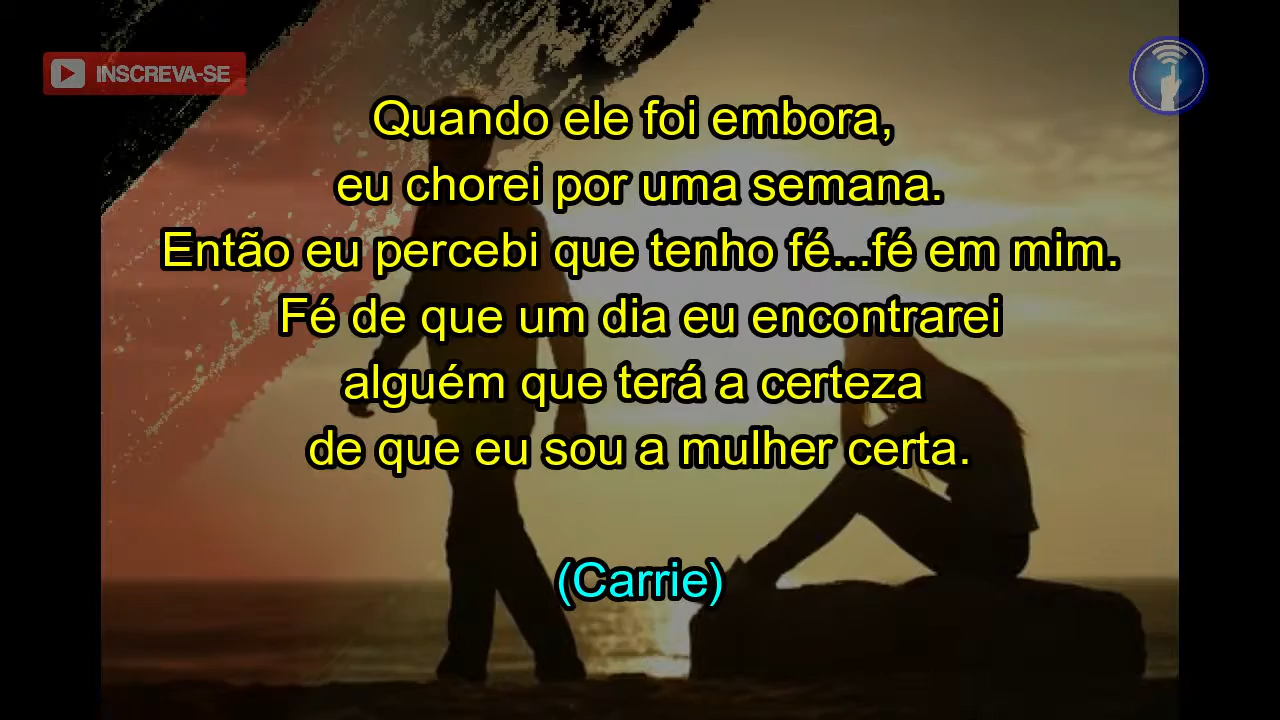 INSCREVA-SE
Quando ele foi embora,
eu chorei por uma semana.
Então eu percebi que tenho fé...fé em mim.
Fé de que um dia eu encontrarei
alguém que terá a certeza
de que eu sou a mulher certa.
(Carrie)